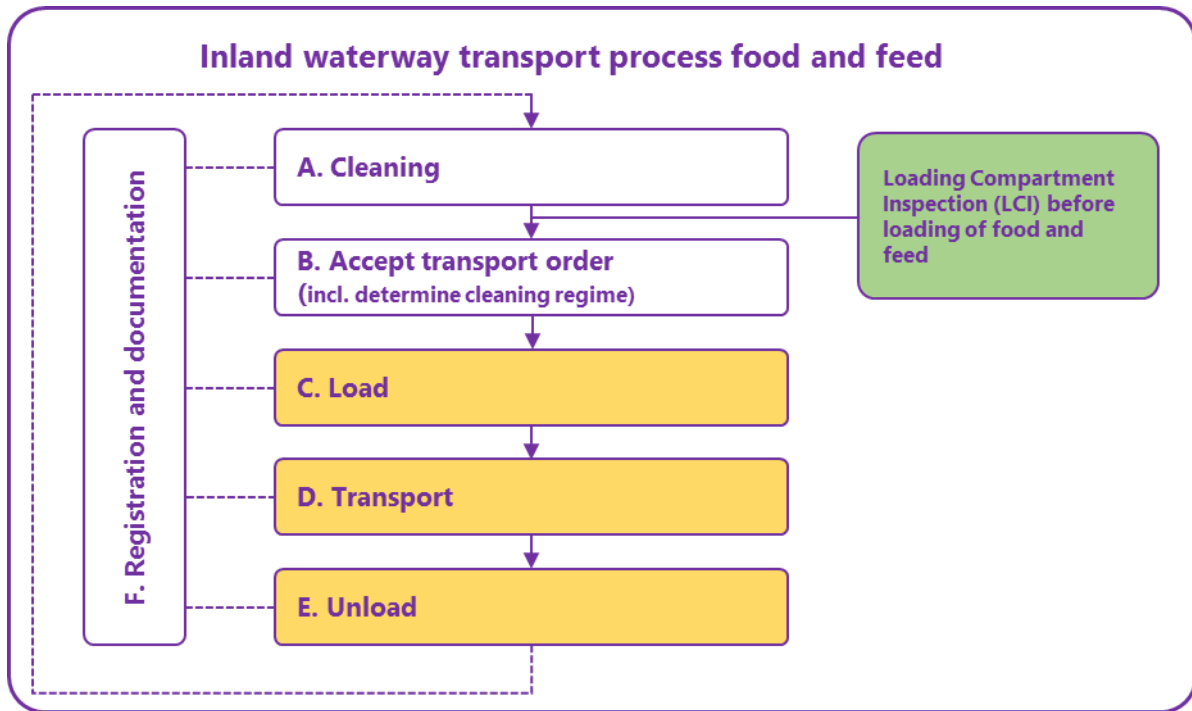 Inland waterway transport process food and feed
F. Registration and documentation
A. Cleaning
Loading Compartment
Inspection (LCI) before
loading of food and
feed
B. Accept transport order
(incl. determine cleaning regime)
C. Load
D. Transport
E. Unload